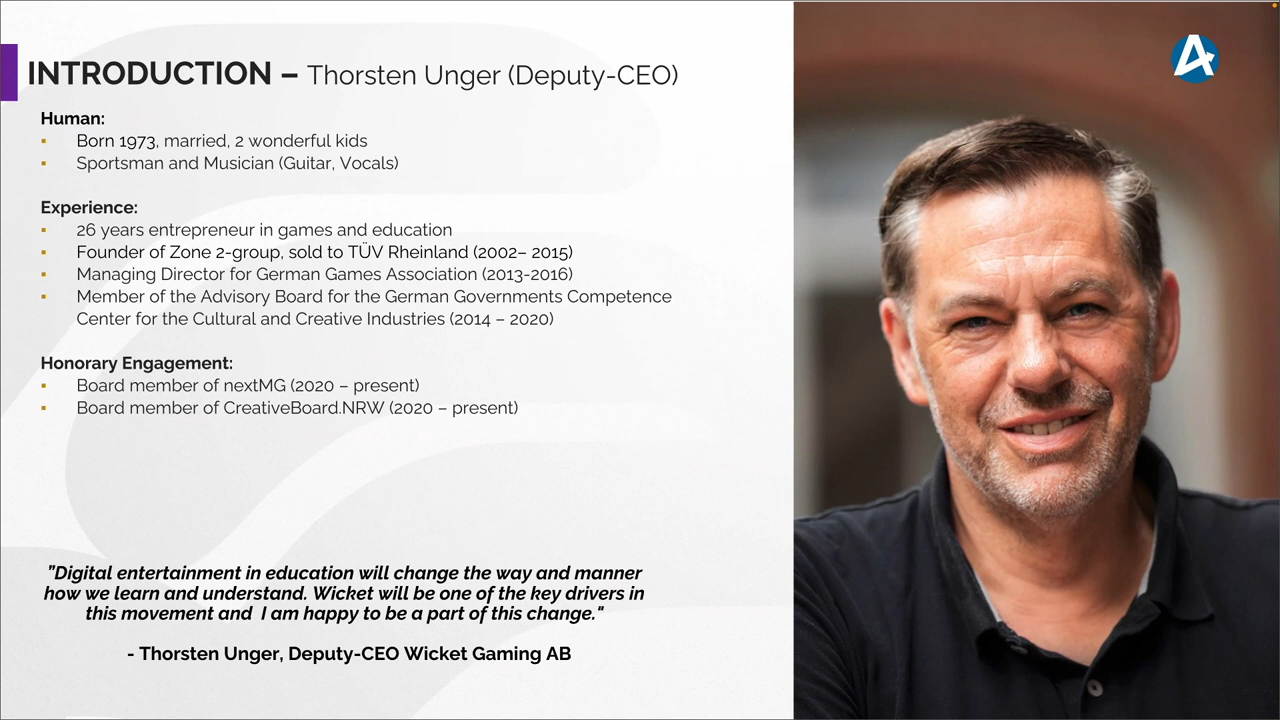 INTRODUCTION – Thorsten Unger (Deputy-CEO)
Human:
▪ Born 1973, married, 2 wonderful kids
▪ Sportsman and Musician (Guitar, Vocals)
Experience:
▪ 26 years entrepreneur in games and education
▪ Founder of Zone 2-group, sold to TÜV Rheinland (2002– 2015)
▪ Managing Director for German Games Association (2013-2016)
▪ Member of the Advisory Board for the German Governments Competence
Center for the Cultural and Creative Industries (2014 – 2020)
Honorary Engagement:
▪ Board member of nextMG (2020 – present)
▪ Board member of CreativeBoard.NRW (2020 – present)
"Digital entertainment in education will change the way and manner
how we learn and understand. Wicket will be one of the key drivers in
this movement and  I am happy to be a part of this change."
- Thorsten Unger, Deputy-CEO Wicket Gaming AB